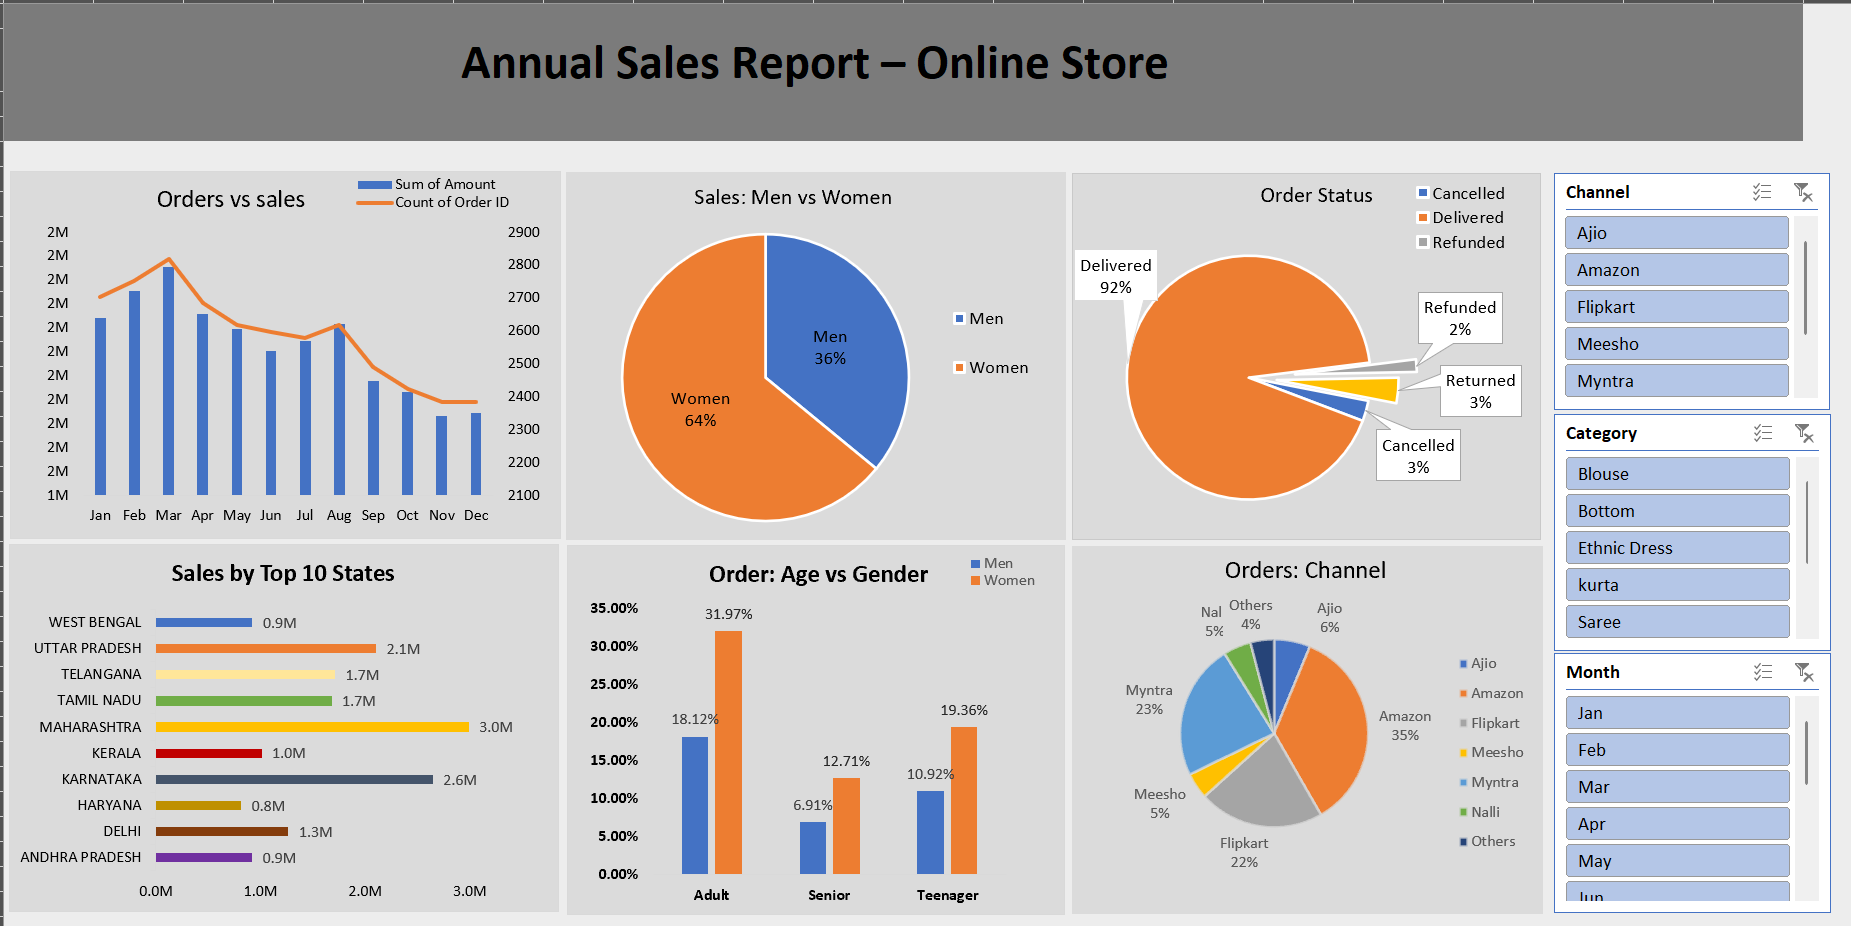 Annual Sales Report – Online Store
Orders vs sales
Sum of Amount
Count of Order ID
2M
2M
2M
2M
2M
2M
2M
2M
2M
2M
2M
1M
2900
2800
2700
2600
2500
2400
2300
2200
2100
Jan Feb Mar Apr May Jun Jul Aug Sep Oct Nov Dec
Sales: Men vs Women
Men
36%
Women
64%
Men
Women
Order Status
Cancelled
Delivered
Refunded
Delivered
92%
Refunded
2%
Returned
3%
Cancelled
3%
Channel
Ajio
Amazon
Flipkart
Meesho
Myntra
Category
Blouse
Bottom
Ethnic Dress
kurta
Saree
Month
Jan
Feb
Mar
Apr
May
Jun
Sales by Top 10 States
WEST BENGAL 0.9M
UTTAR PRADESH 2.1M
TELANGANA 1.7M
TAMIL NADU 1.7M
MAHARASHTRA 3.0M
KERALA 1.0M
KARNATAKA 2.6M
HARYANA 0.8M
DELHI 1.3M
ANDHRA PRADESH 0.9M
0.0M 1.0M 2.0M 3.0M
Order: Age vs Gender
Men
Women
35.00%
30.00%
25.00%
20.00%
15.00%
10.00%
5.00%
0.00%
18.12%
31.97%
6.91%
12.71%
10.92%
19.36%
Adult Senior Teenager
Orders: Channel
Nal
5%
Others
4%
Ajio
6%
Amazon
35%
Flipkart
22%
Meesho
5%
Myntra
23%
Ajio
Amazon
Flipkart
Meesho
Myntra
Nalli
Others